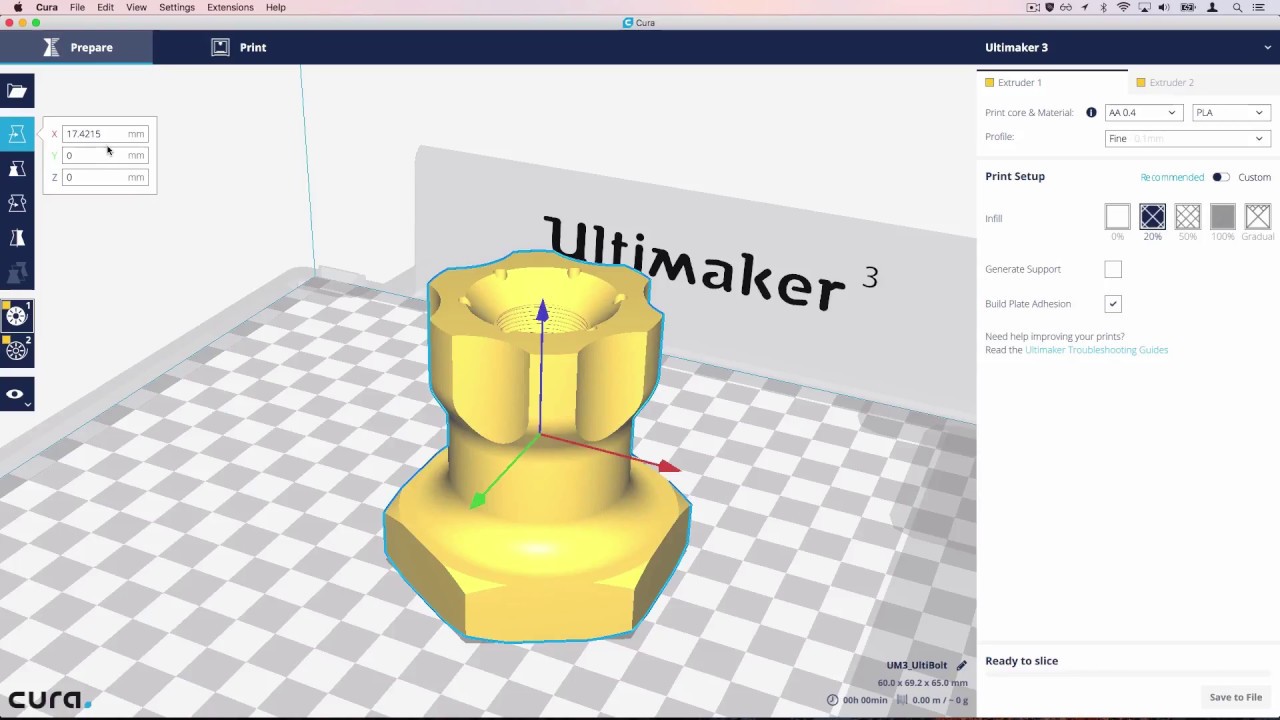 Cura File Edit View Settings Extensions Help
Cura
Prepare Print Ultimaker 3
Extruder 1 Extruder 2
Print core & Material: i AA 0.4 PLA
Profile: Fine 0.1mm
X 17.4215 mm
Y 0 mm
Z 0 mm
Print Setup Recommended Custom
Infill
0% 20% 50% 100% Gradual
Generate Support
Build Plate Adhesion
Need help improving your prints?
Read the Ultimaker Troubleshooting Guides
1
2
Ultimaker 3
UM3_UltiBolt
60.0 x 69.2 x 65.0 mm
00h 00min 0.00 m / ~ 0 g
Ready to slice
Save to File
cura.